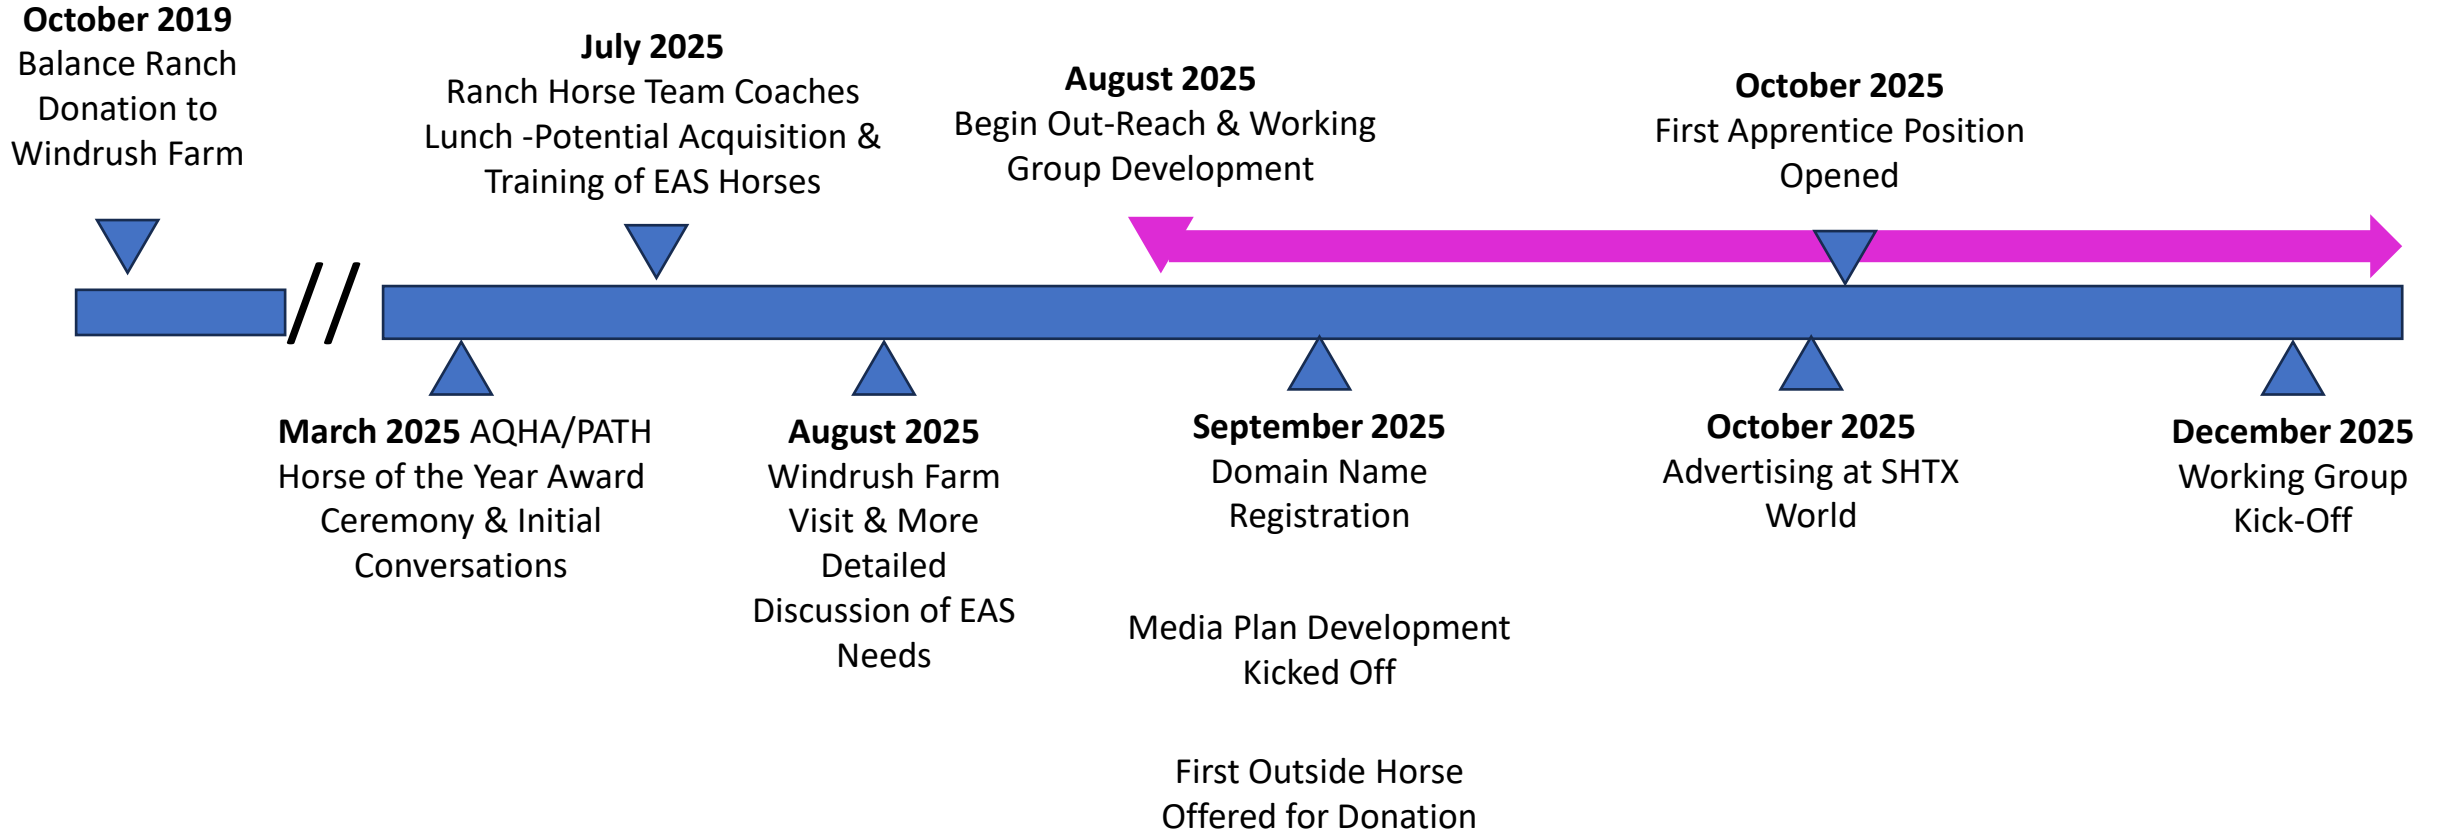 October 2019
Balance Ranch
Donation to
Windrush Farm
July 2025
Ranch Horse Team Coaches
Lunch -Potential Acquisition &
Training of EAS Horses
August 2025
Begin Out-Reach & Working
Group Development
October 2025
First Apprentice Position
Opened
March 2025 AQHA/PATH
Horse of the Year Award
Ceremony & Initial
Conversations
August 2025
Windrush Farm
Visit & More
Detailed
Discussion of EAS
Needs
September 2025
Domain Name
Registration
Media Plan Development
Kicked Off
First Outside Horse
Offered for Donation
October 2025
Advertising at SHTX
World
December 2025
Working Group
Kick-Off